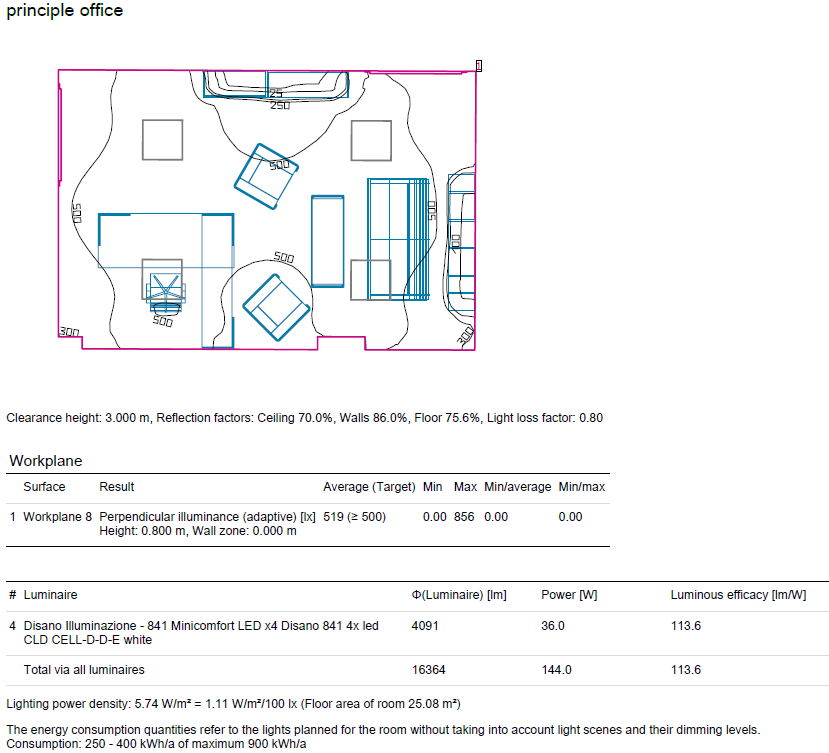 principle office
1
25
250
500
500
500
500
100
500
300
300
Clearance height: 3.000 m, Reflection factors: Ceiling 70.0%, Walls 86.0%, Floor 75.6%, Light loss factor: 0.80
Workplane
Surface Result Average (Target) Min Max Min/average Min/max
1 Workplane 8 Perpendicular illuminance (adaptive) [lx] 519 (≥ 500) 0.00 856 0.00 0.00
Height: 0.800 m, Wall zone: 0.000 m
# Luminaire Φ(Luminaire) [lm] Power [W] Luminous efficacy [lm/W]
4 Disano Illuminazione - 841 Minicomfort LED x4 Disano 841 4x led 4091 36.0 113.6
CLD CELL-D-D-E white
Total via all luminaires 16364 144.0 113.6
Lighting power density: 5.74 W/m² = 1.11 W/m²/100 lx (Floor area of room 25.08 m²)
The energy consumption quantities refer to the lights planned for the room without taking into account light scenes and their dimming levels.
Consumption: 250 - 400 kWh/a of maximum 900 kWh/a